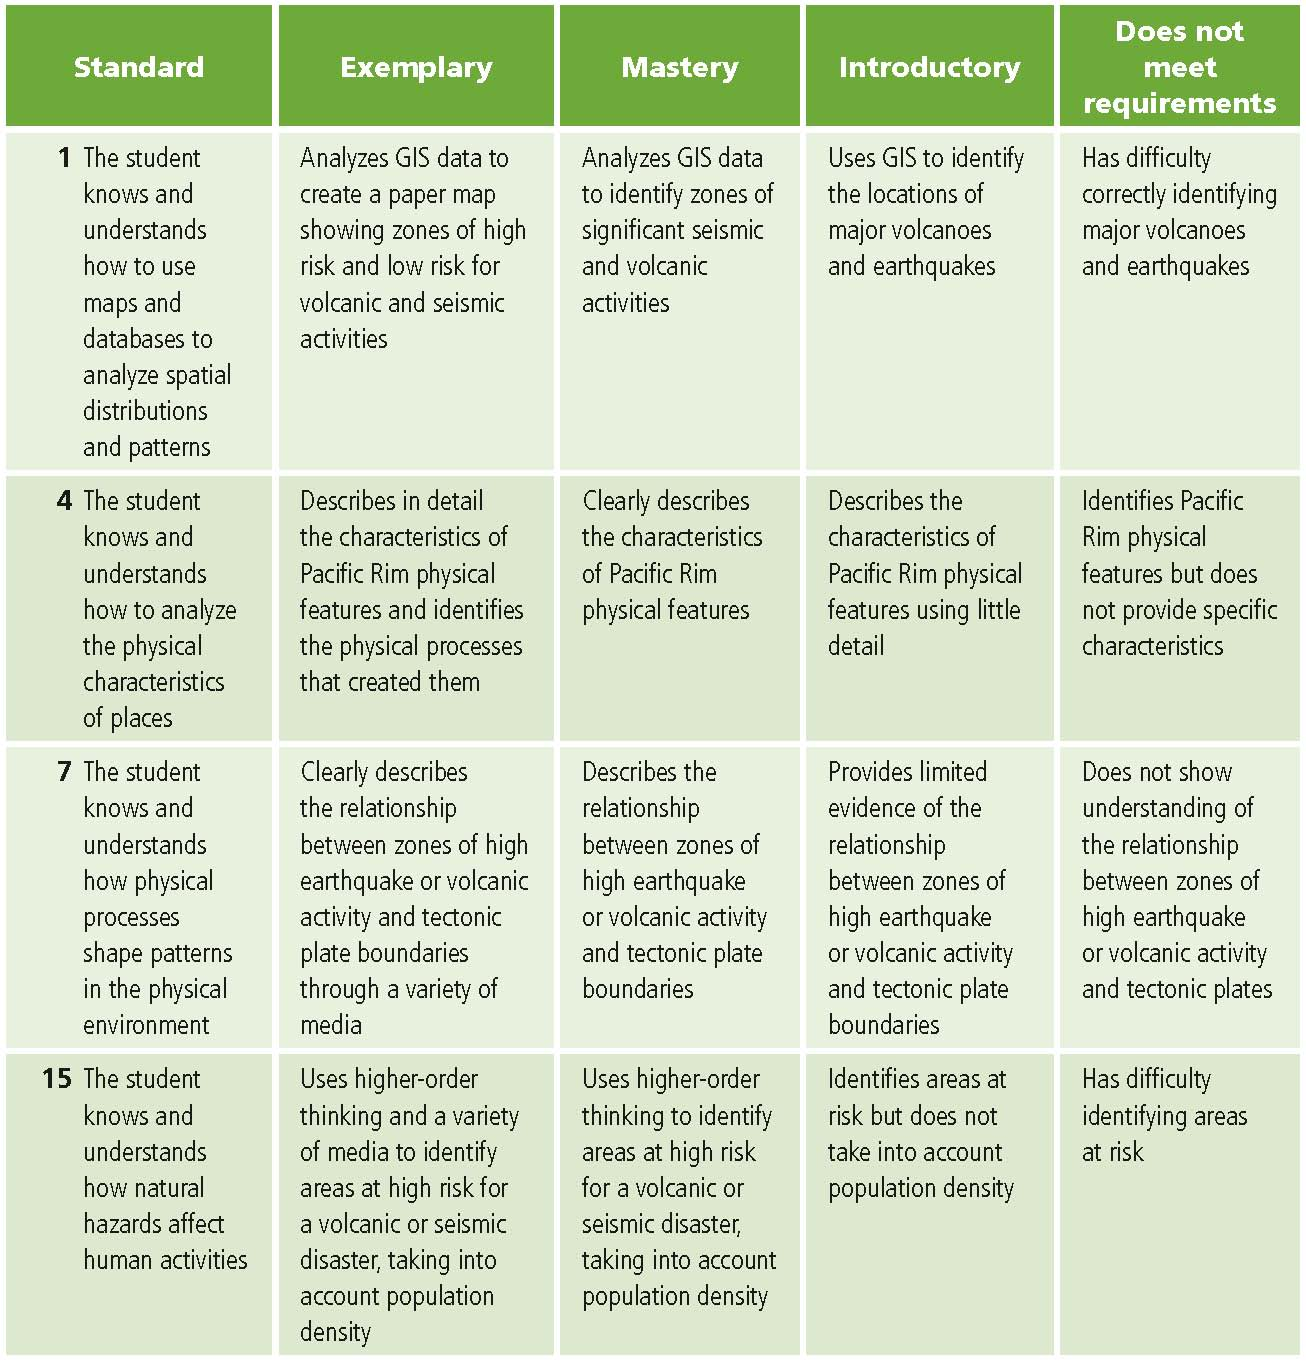 Standard
Exemplary
Mastery
Introductory
Does not
meet
requirements
1 The student
knows and
understands
how to use
maps and
databases to
analyze spatial
distributions
and patterns
Analyzes GIS data to
create a paper map
showing zones of high
risk and low risk for
volcanic and seismic
activities
Analyzes GIS data
to identify zones of
significant seismic
and volcanic
activities
Uses GIS to identify
the locations of
major volcanoes
and earthquakes
Has difficulty
correctly identifying
major volcanoes
and earthquakes
4 The student
knows and
understands
how to analyze
the physical
characteristics
of places
Describes in detail
the characteristics of
Pacific Rim physical
features and identifies
the physical processes
that created them
Clearly describes
the characteristics
of Pacific Rim
physical features
Describes the
characteristics of
Pacific Rim physical
features using little
detail
Identifies Pacific
Rim physical
features but does
not provide specific
characteristics
7 The student
knows and
understands
how physical
processes
shape patterns
in the physical
environment
Clearly describes
the relationship
between zones of high
earthquake or volcanic
activity and tectonic
plate boundaries
through a variety of
media
Describes the
relationship
between zones of
high earthquake
or volcanic activity
and tectonic plate
boundaries
Provides limited
evidence of the
relationship
between zones of
high earthquake
or volcanic activity
and tectonic plate
boundaries
Does not show
understanding of
the relationship
between zones of
high earthquake
or volcanic activity
and tectonic plates
15 The student
knows and
understands
how natural
hazards affect
human activities
Uses higher-order
thinking and a variety
of media to identify
areas at high risk for
a volcanic or seismic
disaster, taking into
account population
density
Uses higher-order
thinking to identify
areas at high risk
for a volcanic or
seismic disaster,
taking into account
population density
Identifies areas at
risk but does not
take into account
population density
Has difficulty
identifying areas
at risk